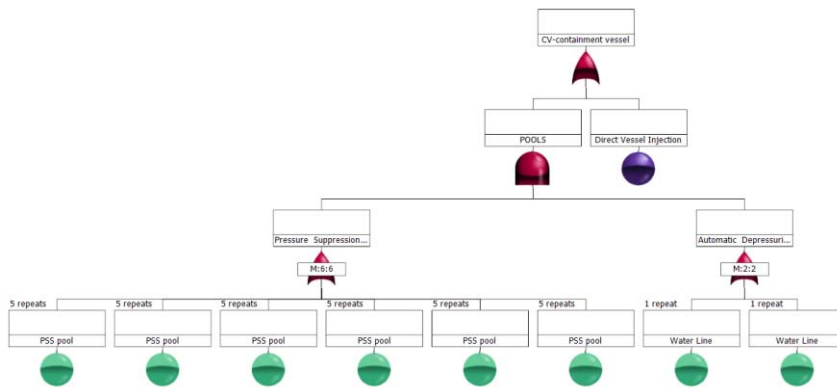 CV-containment vessel
POOLS
Direct Vessel Injection
Pressure Suppression...
Automatic Depressuri...
M:6:6
M:2:2
5 repeats
5 repeats
5 repeats
5 repeats
5 repeats
5 repeats
1 repeat
1 repeat
PSS pool
PSS pool
PSS pool
PSS pool
PSS pool
PSS pool
Water Line
Water Line